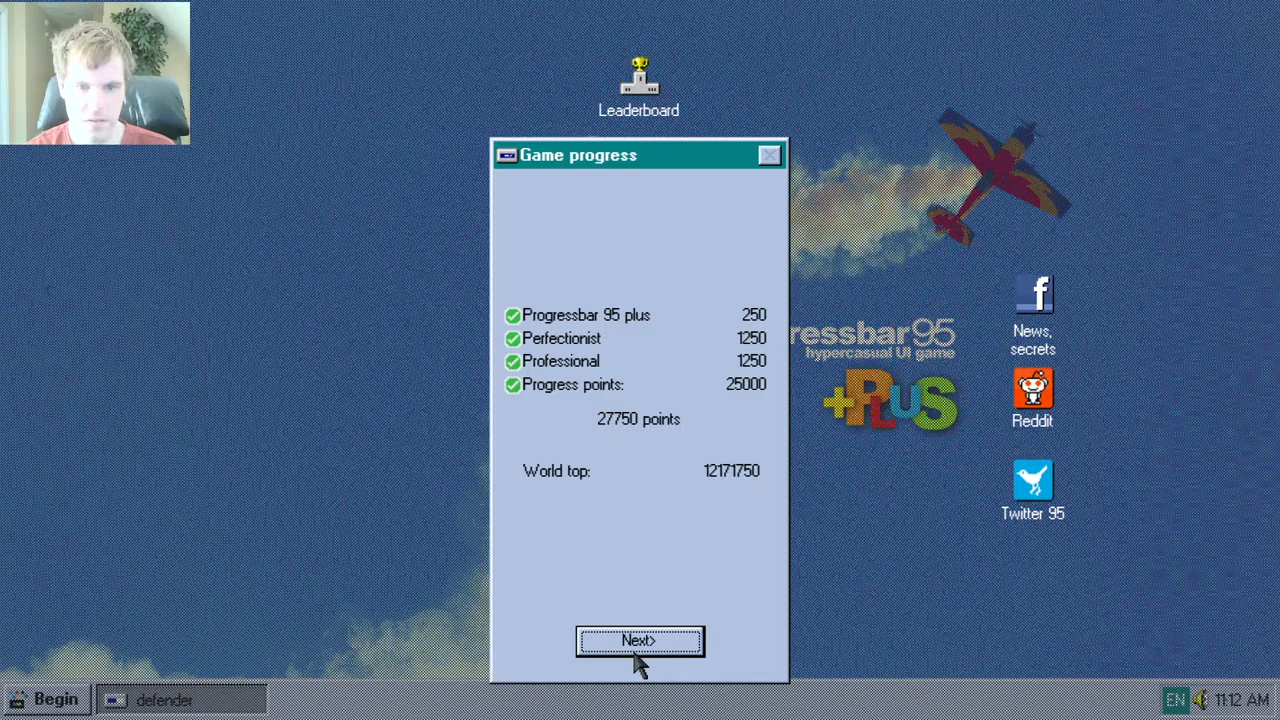 Leaderboard
Game progress
Progressbar 95 plus 250
Perfectionist 1250
Professional 1250
Progress points: 25000
27750 points
World top: 12171750
Next>
ressbar95
hypercasual UI game
+PLUS
News,
secrets
Reddit
Twitter 95
Begin
defender
EN 11:12 AM